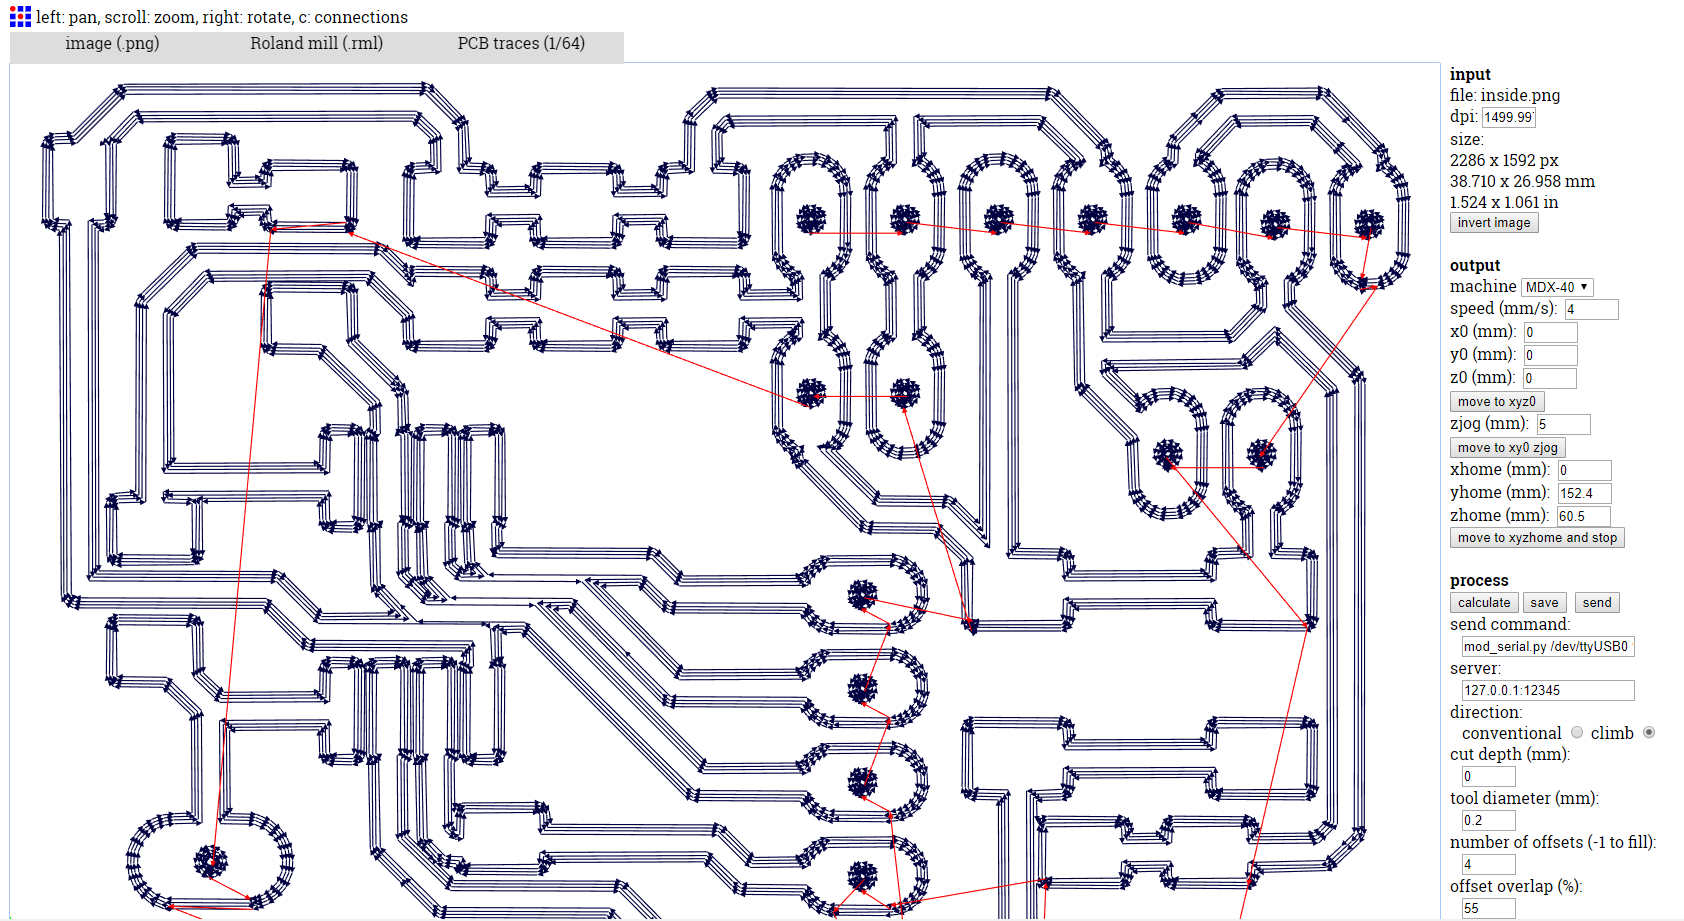 left: pan, scroll: zoom, right: rotate, c: connections
image (.png) Roland mill (.rml) PCB traces (1/64)
input
file: inside.png
dpi: 1499.99
size:
2286 x 1592 px
38.710 x 26.958 mm
1.524 x 1.061 in
invert image
output
machine MDX-40
speed (mm/s): 4
x0 (mm): 0
y0 (mm): 0
z0 (mm): 0
move to xyz0
zjog (mm): 5
move to xy0 zjog
xhome (mm): 0
yhome (mm): 152.4
zhome (mm): 60.5
move to xyzhome and stop
process
calculate save send
send command:
mod_serial.py /dev/ttyUSB0
server:
127.0.0.1:12345
direction:
conventional climb
cut depth (mm):
0
tool diameter (mm):
0.2
number of offsets (-1 to fill):
4
offset overlap (%):
55